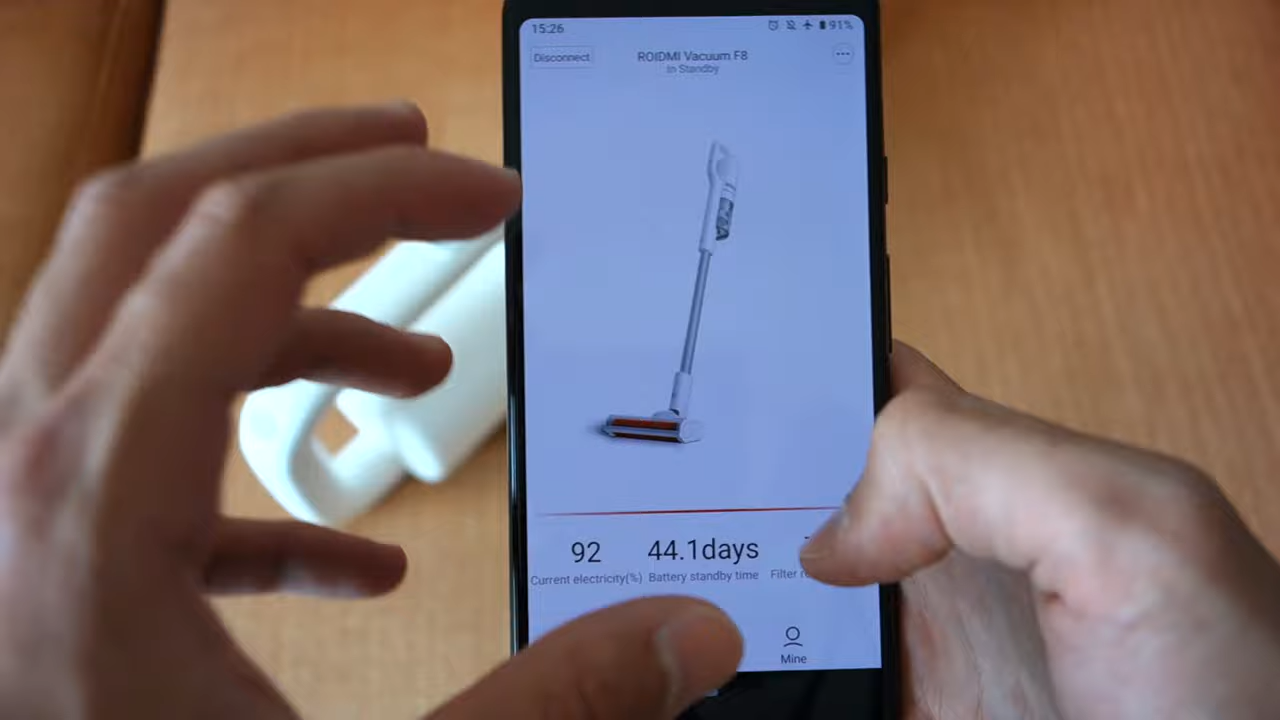 15:26
91%
Disconnect
ROIDMI Vacuum F8
In Standby
92
44.1days
Current electricity(%)
Battery standby time
Filter
Mine